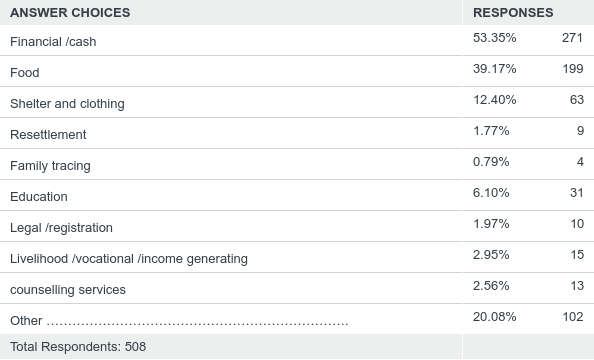 ANSWER CHOICES RESPONSES
Financial /cash 53.35% 271
Food 39.17% 199
Shelter and clothing 12.40% 63
Resettlement 1.77% 9
Family tracing 0.79% 4
Education 6.10% 31
Legal /registration 1.97% 10
Livelihood /vocational /income generating 2.95% 15
counselling services 2.56% 13
Other ……………………………………………………………. 20.08% 102
Total Respondents: 508